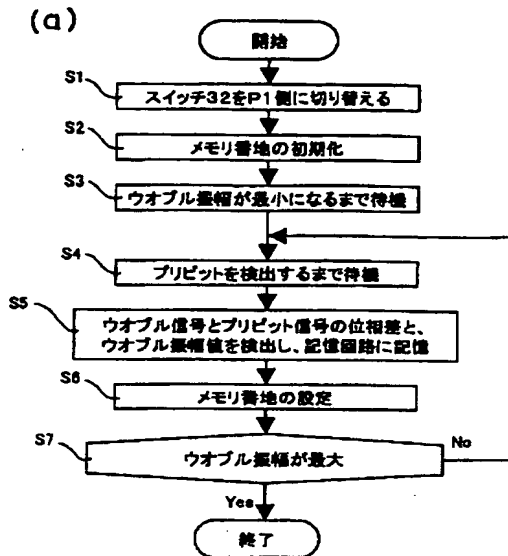 (a)
開始
S1
スイッチ32をP1側に切り替える
S2
メモリ番地の初期化
S3
ウオブル振幅が最小になるまで待機
S4
プリピットを検出するまで待機
S5
ウオブル信号とプリピット信号の位相差と、
ウオブル振幅値を検出し、記憶回路に記憶
S6
メモリ番地の設定
S7
ウオブル振幅が最大
No
Yes
終了